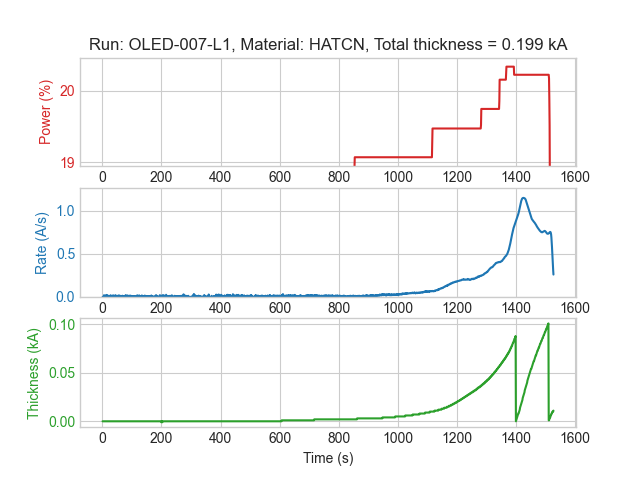 Run: OLED-007-L1, Material: HATCN, Total thickness = 0.199 kA
Power (%)
20
19
0 200 400 600 800 1000 1200 1400 1600
Rate (A/s)
1.0
0.5
0.0
0 200 400 600 800 1000 1200 1400 1600
Thickness (kA)
0.10
0.05
0.00
0 200 400 600 800 1000 1200 1400 1600
Time (s)